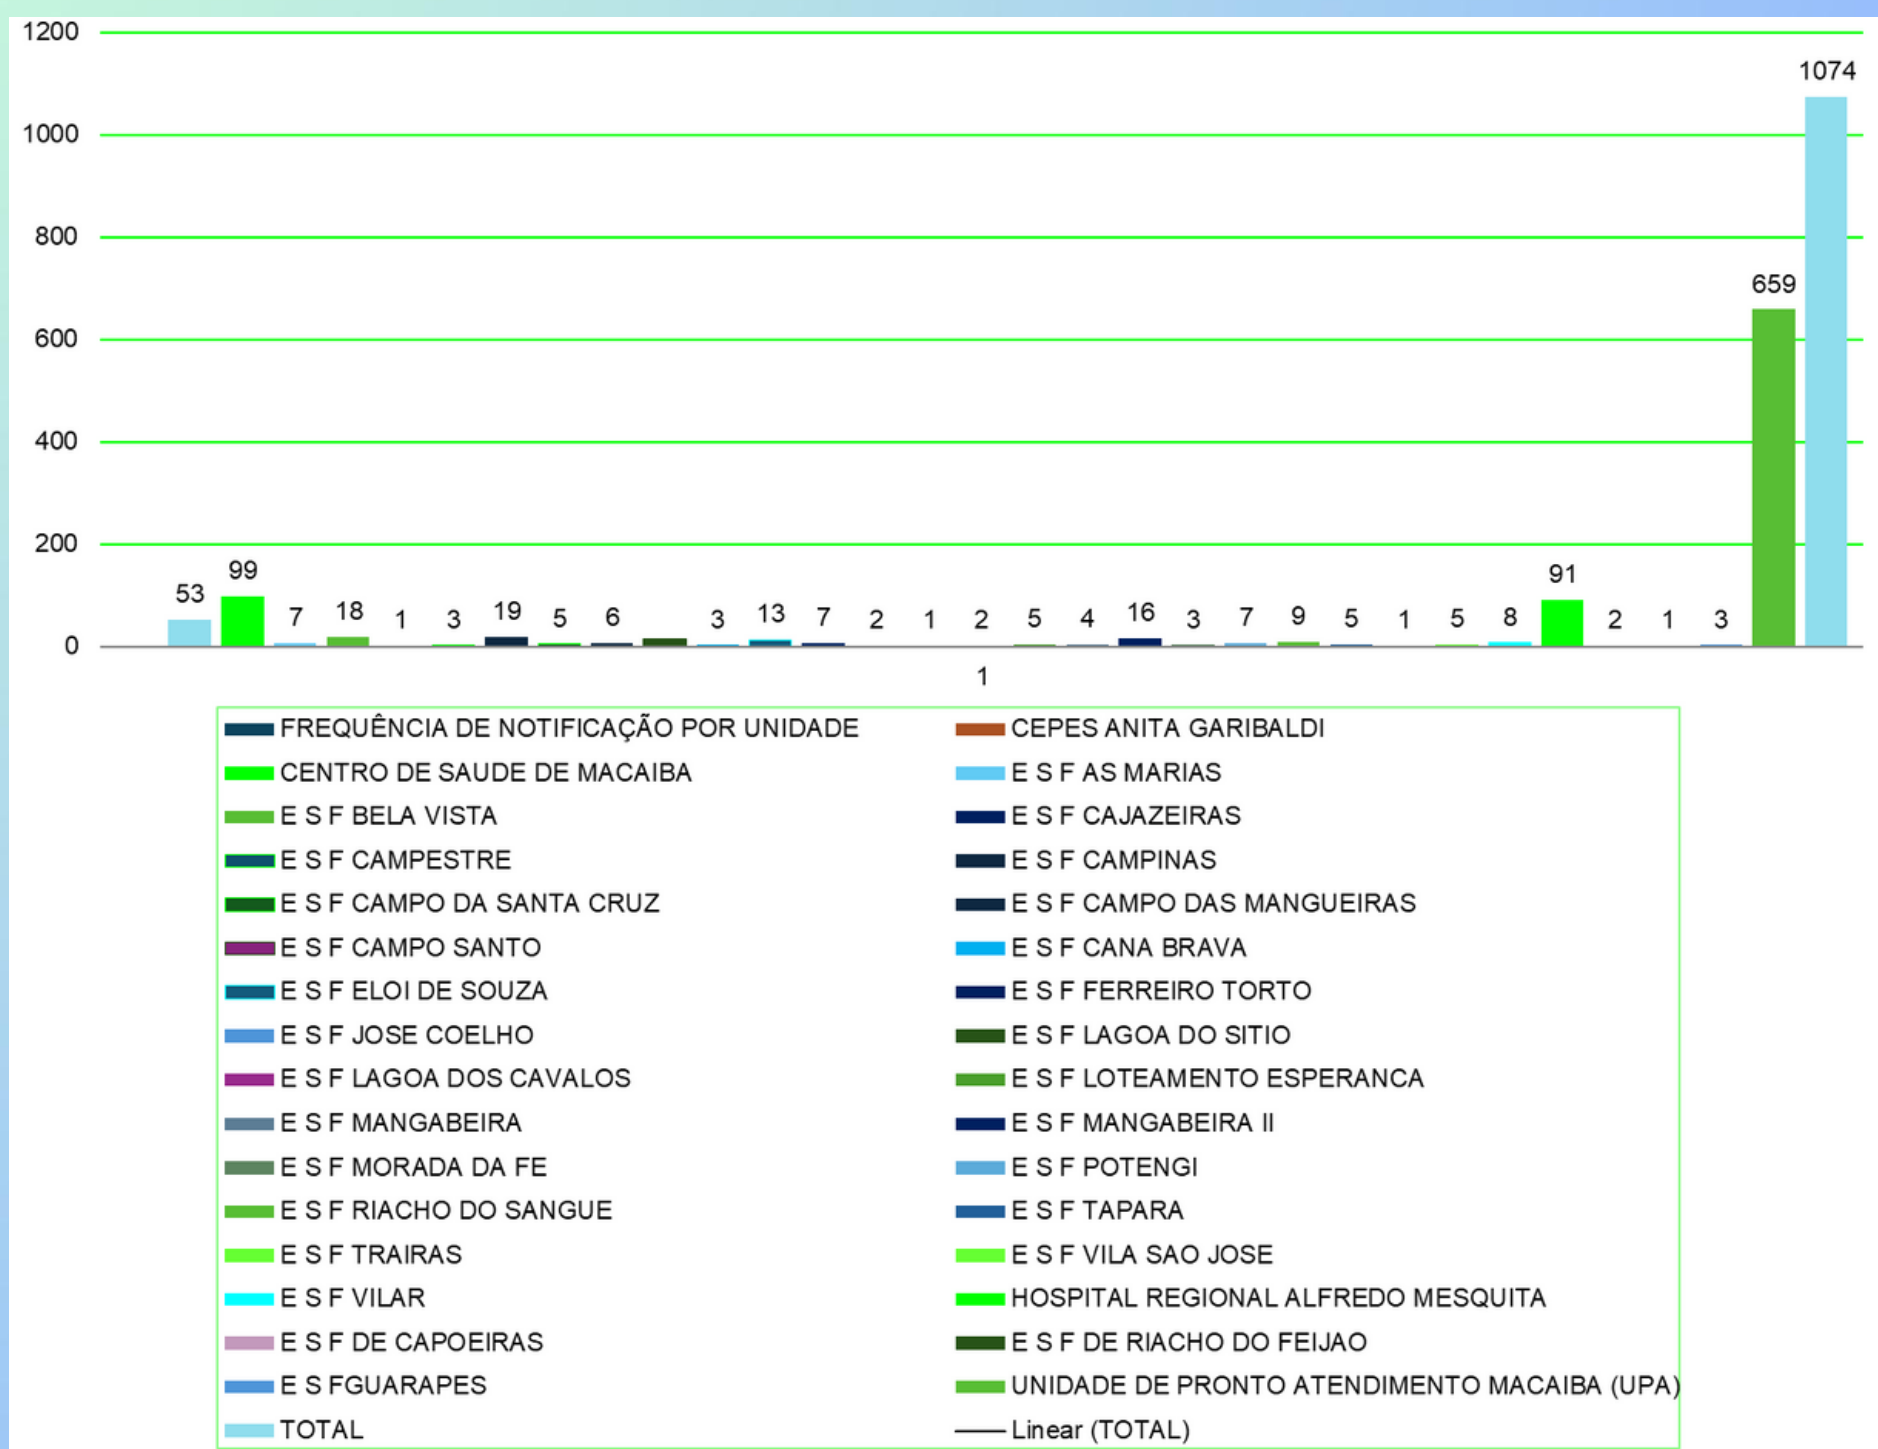 1200
1074
1000
800
659
600
400
200
99
91
53
7 18 1 3 19 5 6 3 13 7 2 1 2 5 4 16 3 7 9 5 1 5 8 2 1 3
0
1
FREQUÊNCIA DE NOTIFICAÇÃO POR UNIDADE CEPES ANITA GARIBALDI
CENTRO DE SAUDE DE MACAIBA E S F AS MARIAS
E S F BELA VISTA E S F CAJAZEIRAS
E S F CAMPESTRE E S F CAMPINAS
E S F CAMPO DA SANTA CRUZ E S F CAMPO DAS MANGUEIRAS
E S F CAMPO SANTO E S F CANA BRAVA
E S F ELOI DE SOUZA E S F FERREIRO TORTO
E S F JOSE COELHO E S F LAGOA DO SITIO
E S F LAGOA DOS CAVALOS E S F LOTEAMENTO ESPERANCA
E S F MANGABEIRA E S F MANGABEIRA II
E S F MORADA DA FE E S F POTENGI
E S F RIACHO DO SANGUE E S F TAPARA
E S F TRAIRAS E S F VILA SAO JOSE
E S F VILAR HOSPITAL REGIONAL ALFREDO MESQUITA
E S F DE CAPOEIRAS E S F DE RIACHO DO FEIJAO
E S FGUARAPES UNIDADE DE PRONTO ATENDIMENTO MACAIBA (UPA)
TOTAL Linear (TOTAL)